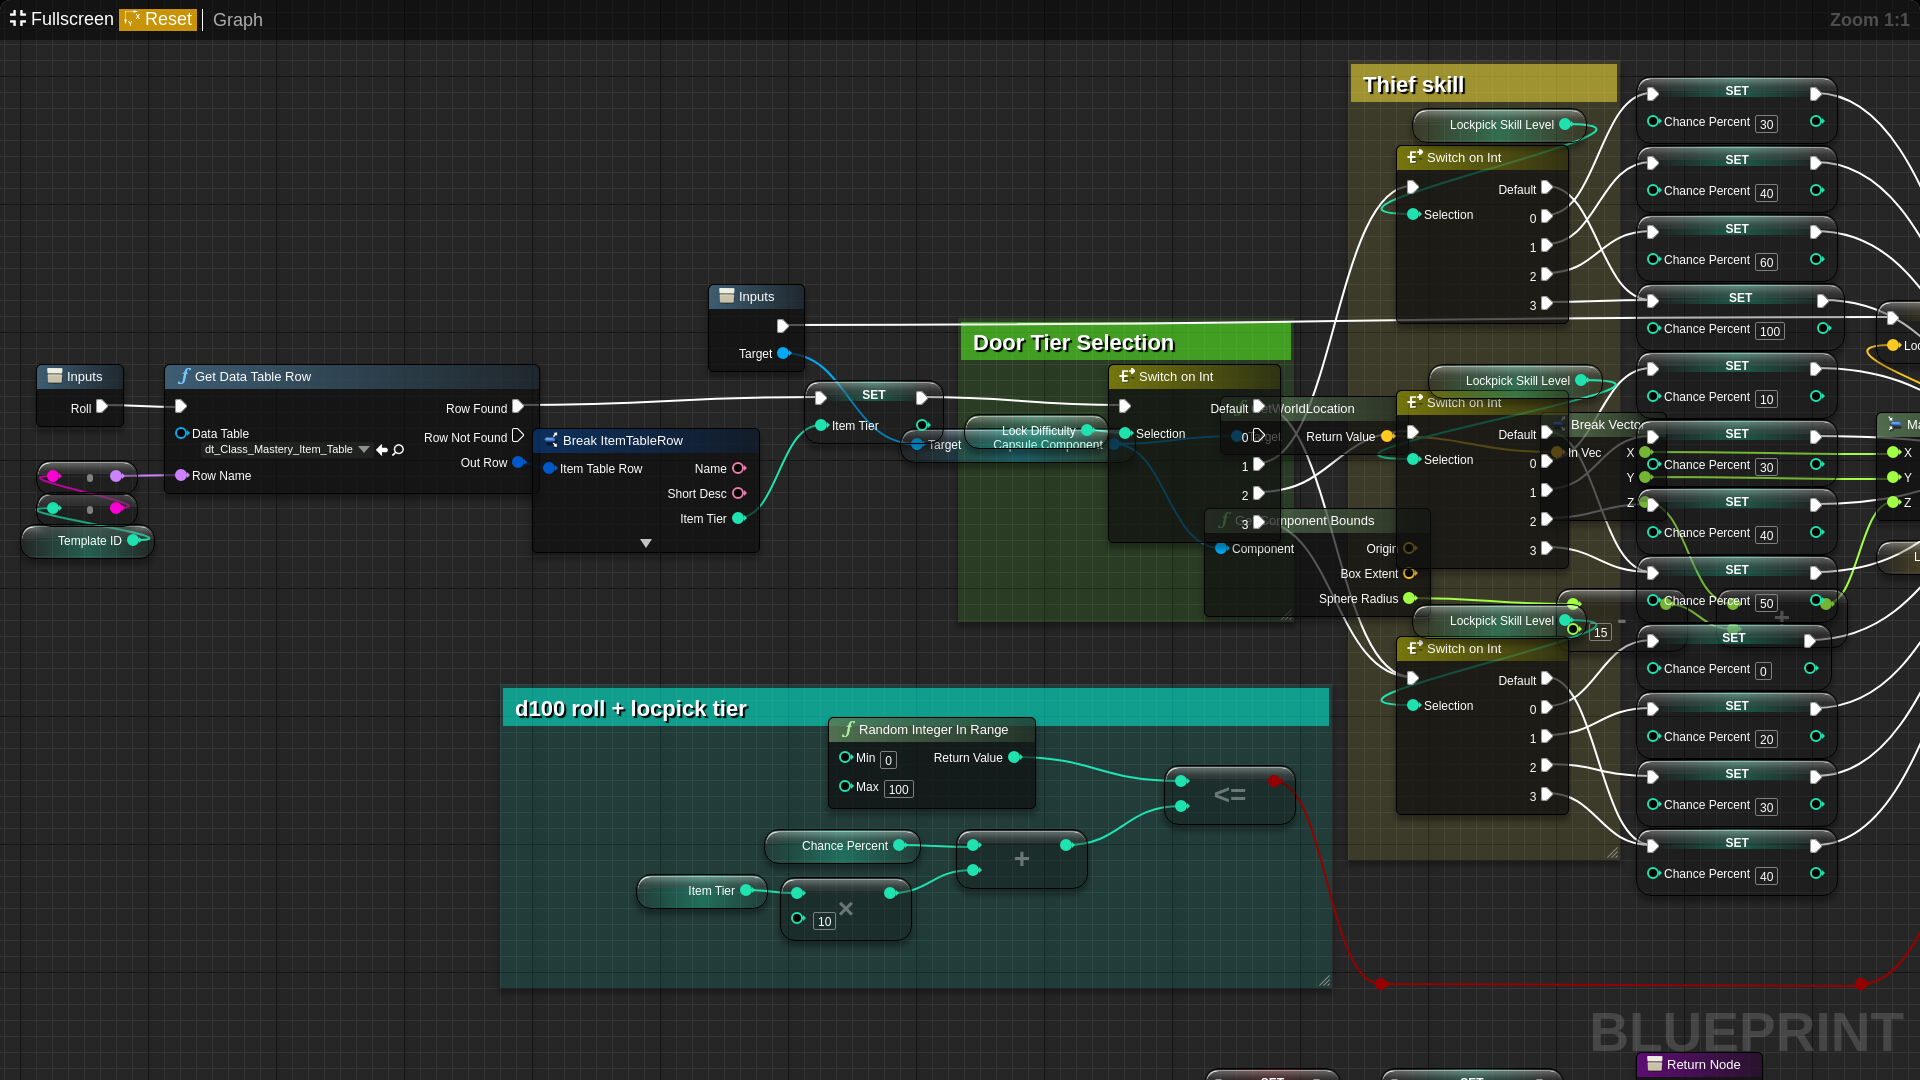 Fullscreen Reset Graph Zoom 1:1
Inputs
Roll
Get Data Table Row
Data Table
dt_Class_Mastery_Item_Table
Row Name
Row Found
Row Not Found
Out Row
Template ID
Break ItemTableRow
Item Table Row
Name
Short Desc
Item Tier
Inputs
Target
SET
Item Tier
Target
Capsule Component
Door Tier Selection
Lock Difficulty
Switch on Int
Selection
Default
0
1
2
3
WorldLocation
Return Value
Component Bounds
Component
Origin
Box Extent
Sphere Radius
Thief skill
Lockpick Skill Level
Switch on Int
Selection
Default
0
1
2
3
Lockpick Skill Level
Switch on Int
Selection
Default
0
1
2
3
Lockpick Skill Level
Switch on Int
Selection
Default
0
1
2
3
Break Vector
In Vec
X
Y
Z
15
-
+
SET
Chance Percent 30
SET
Chance Percent 40
SET
Chance Percent 60
SET
Chance Percent 100
SET
Chance Percent 10
SET
Chance Percent 30
SET
Chance Percent 40
SET
Chance Percent 50
SET
Chance Percent 0
SET
Chance Percent 20
SET
Chance Percent 30
SET
Chance Percent 40
X
Y
Z
d100 roll + locpick tier
Random Integer In Range
Min 0
Max 100
Return Value
<=
Chance Percent
+
Item Tier
10
×
BLUEPRINT
SET
SET
Return Node